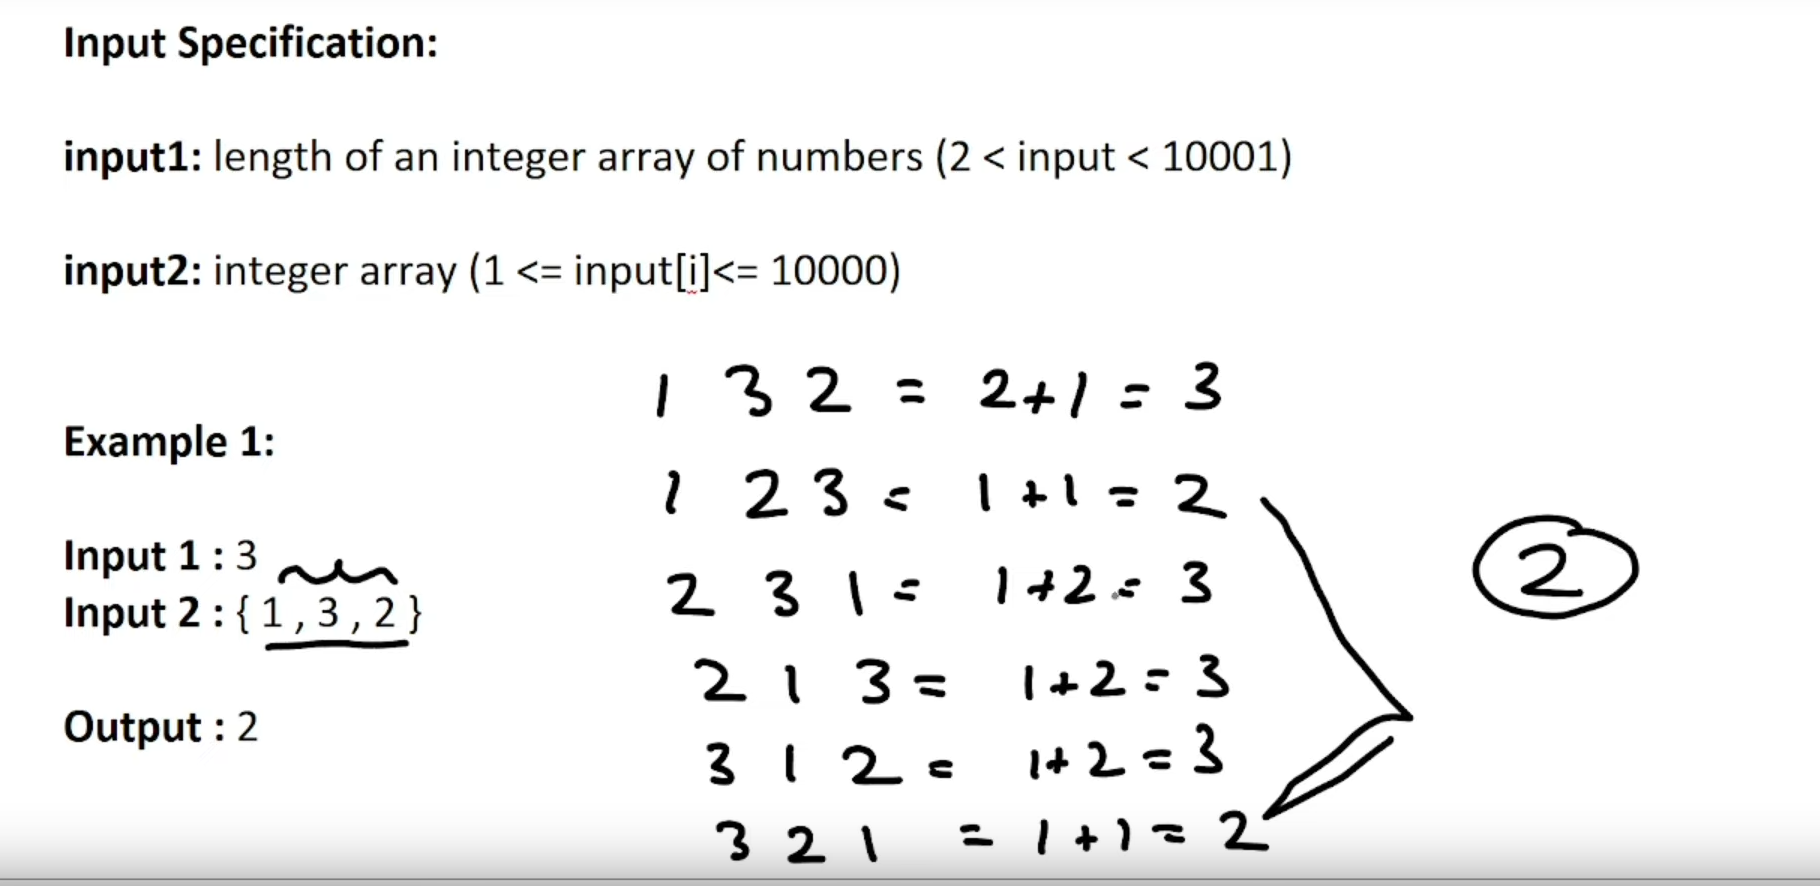 Input Specification:
input1: length of an integer array of numbers (2 < input < 10001)
input2: integer array (1 <= input[i]<= 10000)
1 3 2 = 2+1 = 3
Example 1:
1 2 3 = 1+1 = 2
Input 1 : 3
2 3 1 = 1+2 = 3
2
Input 2 : { 1 , 3 , 2 }
2 1 3 = 1+2 = 3
Output : 2
3 1 2 = 1+2 = 3
3 2 1 = 1+1 = 2